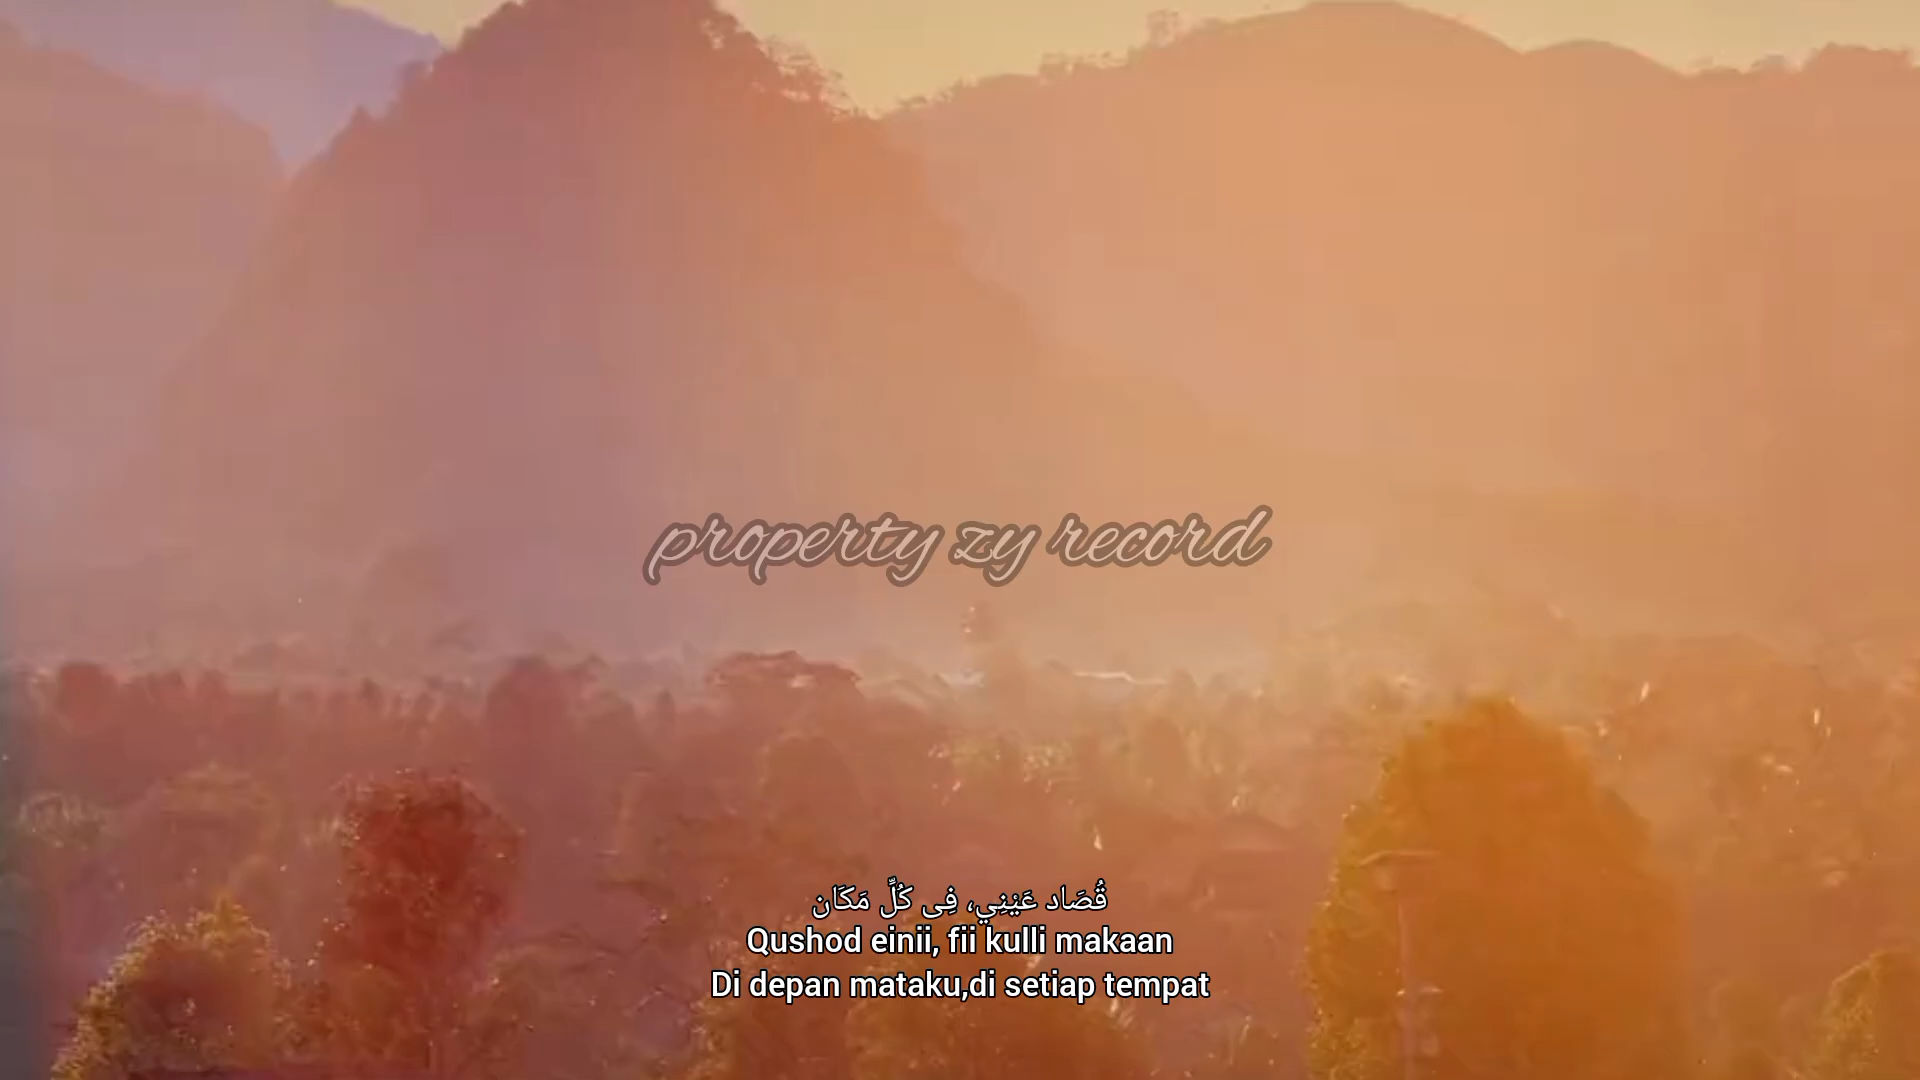 property zy record
قُصَاد عَيْنِي، فِى كُلِّ مَكَان
Qushod einii, fii kulli makaan
Di depan mataku,di setiap tempat